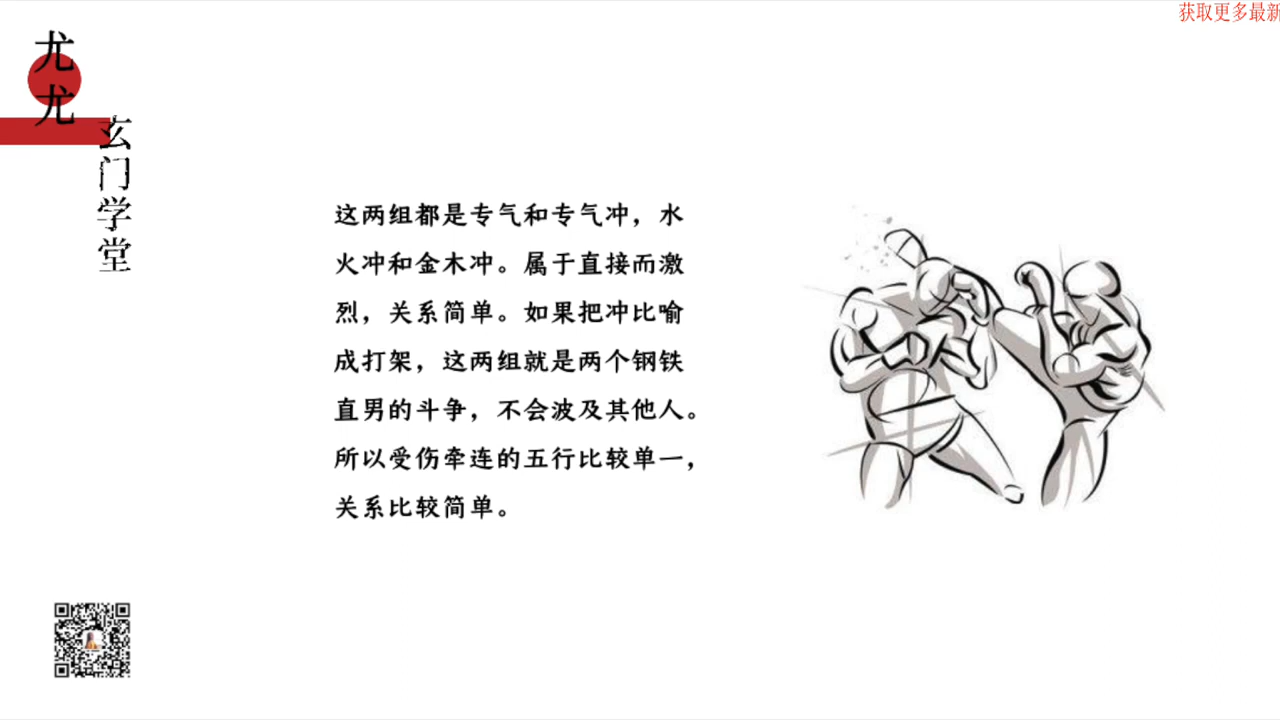 获取更多最新
尤尤
玄门学堂
这两组都是专气和专气冲，水
火冲和金木冲。属于直接而激
烈，关系简单。如果把冲比喻
成打架，这两组就是两个钢铁
直男的斗争，不会波及其他人。
所以受伤牵连的五行比较单一，
关系比较简单。